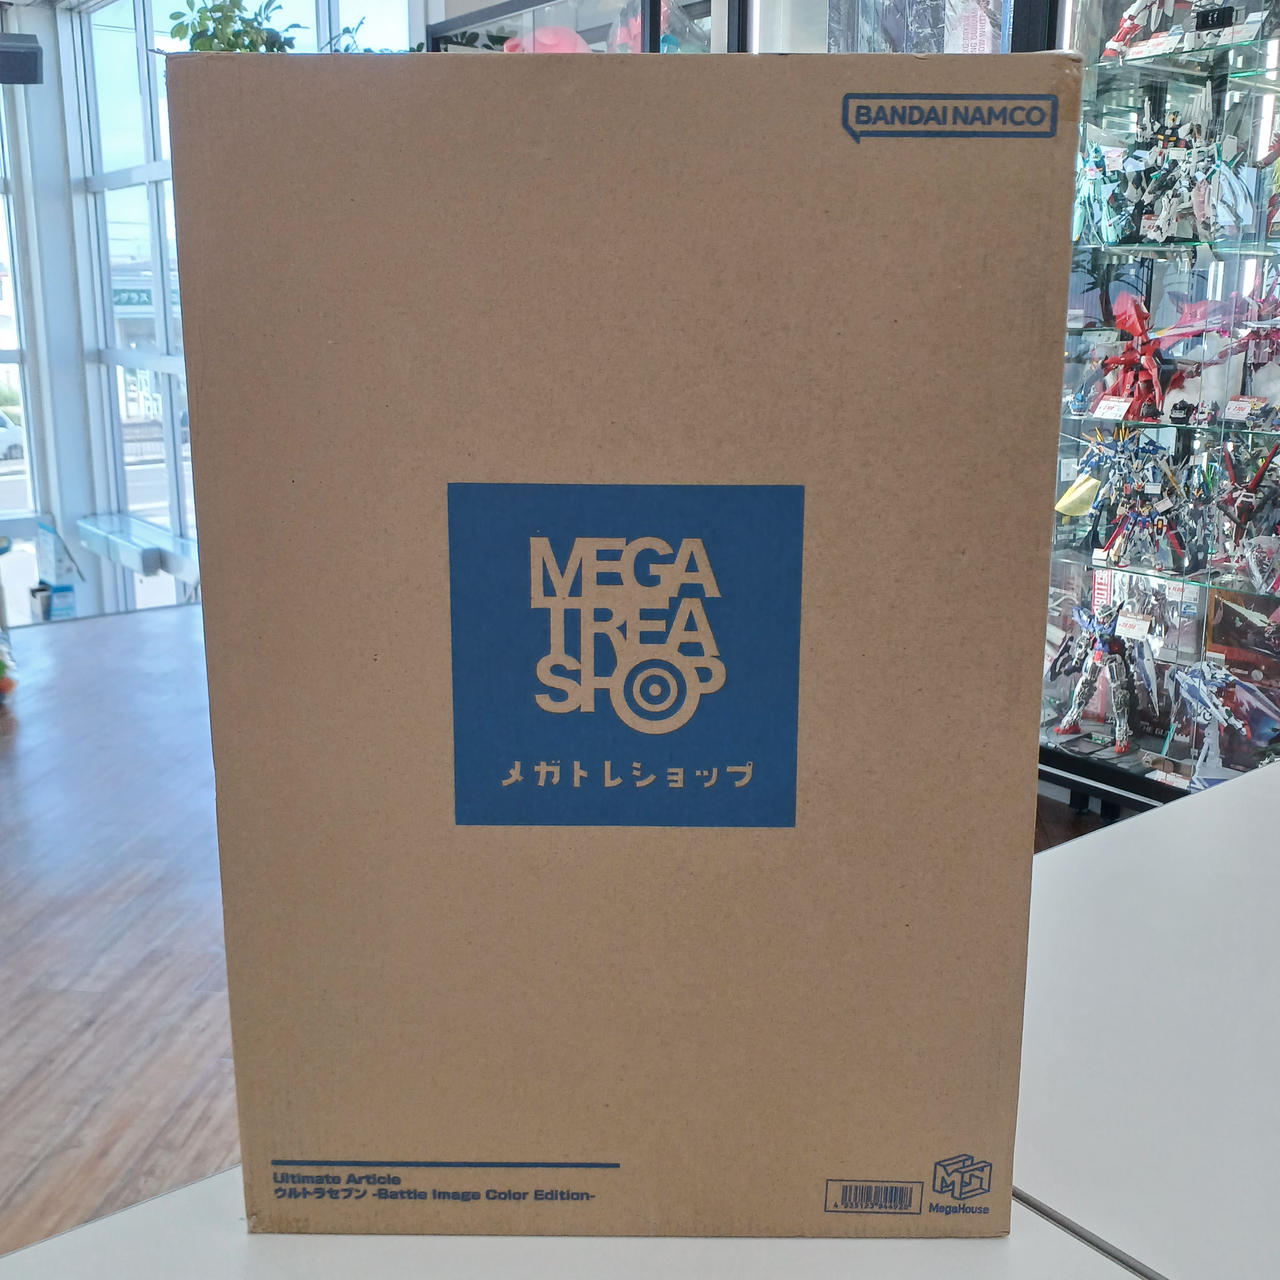 BANDAI NAMCO
MEGA
TREA
SHOP
メガトレショップ
Ultimate Article
ウルトラセブン -Battle Image Color Edition-
MegaHouse